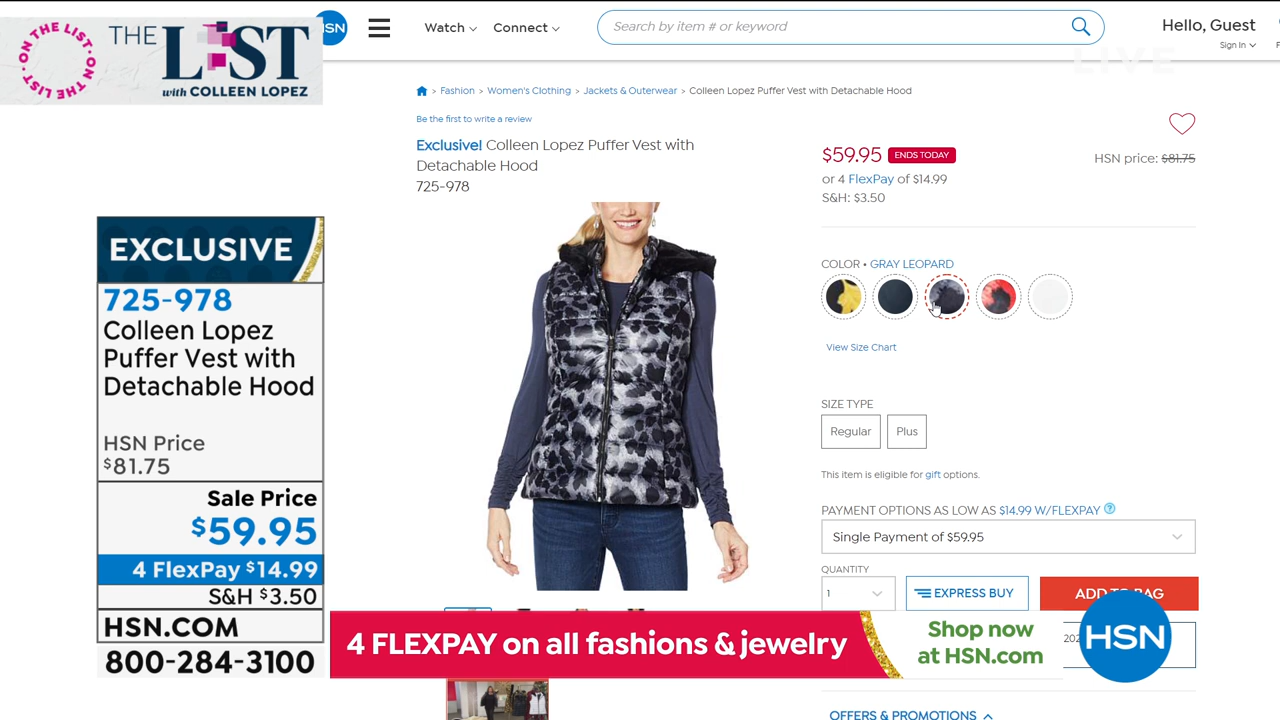 ON THE LIST • ON THE LIST •
THE LIST
with COLLEEN LOPEZ
HSN
Watch
Connect
Search by item # or keyword
Hello, Guest
Sign In
LIVE
> Fashion > Women's Clothing > Jackets & Outerwear > Colleen Lopez Puffer Vest with Detachable Hood
Be the first to write a review
Exclusive! Colleen Lopez Puffer Vest with
Detachable Hood
725-978
$59.95 ENDS TODAY
HSN price: $81.75
or 4 FlexPay of $14.99
S&H: $3.50
COLOR • GRAY LEOPARD
View Size Chart
SIZE TYPE
Regular
Plus
This item is eligible for gift options.
PAYMENT OPTIONS AS LOW AS $14.99 W/FLEXPAY ?
Single Payment of $59.95
QUANTITY
1
EXPRESS BUY
ADD TO BAG
OFFERS & PROMOTIONS
EXCLUSIVE
725-978
Colleen Lopez
Puffer Vest with
Detachable Hood
HSN Price
$81.75
Sale Price
$59.95
4 FlexPay $14.99
S&H $3.50
HSN.COM
800-284-3100
4 FLEXPAY on all fashions & jewelry
Shop now
at HSN.com
HSN